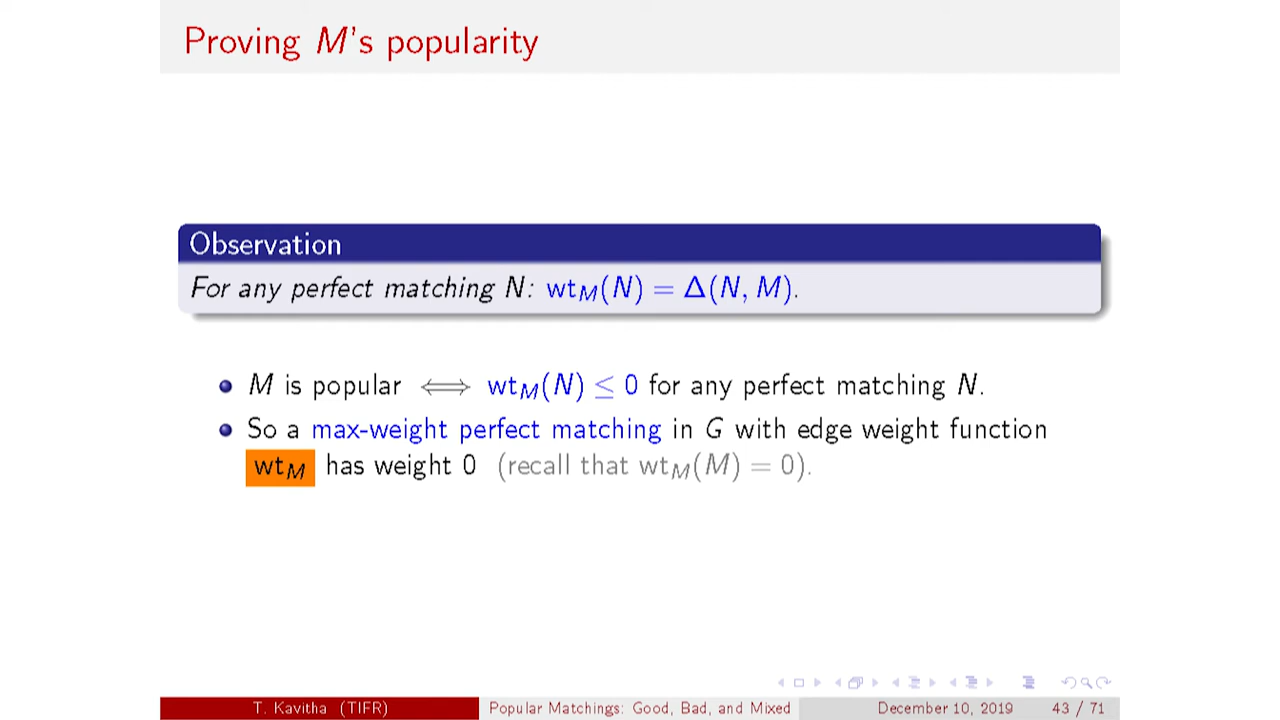 Proving M's popularity
Observation
For any perfect matching N: wt_M(N) = Δ(N, M).
M is popular ⟺ wt_M(N) ≤ 0 for any perfect matching N.
So a max-weight perfect matching in G with edge weight function
wt_M has weight 0 (recall that wt_M(M) = 0).
T. Kavitha (TIFR) Popular Matchings: Good, Bad, and Mixed December 10, 2019 43 / 71